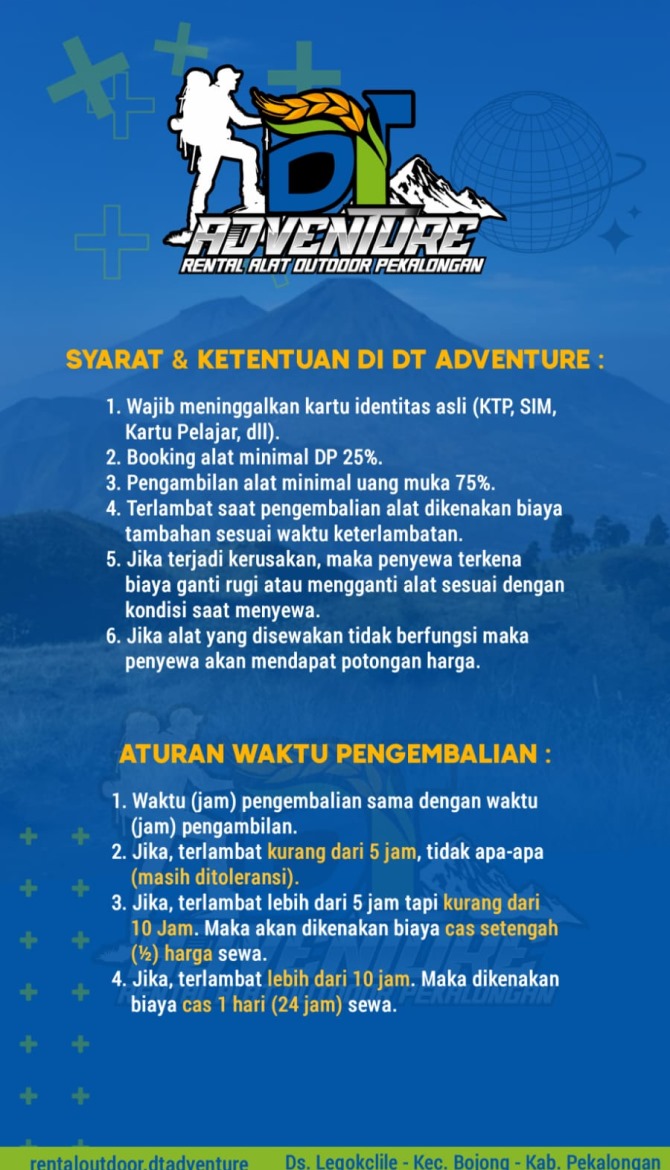 DT
ADVENTURE
RENTAL ALAT OUTDOOR PEKALONGAN
SYARAT & KETENTUAN DI DT ADVENTURE :
1. Wajib meninggalkan kartu identitas asli (KTP, SIM,
Kartu Pelajar, dll).
2. Booking alat minimal DP 25%.
3. Pengambilan alat minimal uang muka 75%.
4. Terlambat saat pengembalian alat dikenakan biaya
tambahan sesuai waktu keterlambatan.
5. Jika terjadi kerusakan, maka penyewa terkena
biaya ganti rugi atau mengganti alat sesuai dengan
kondisi saat menyewa.
6. Jika alat yang disewakan tidak berfungsi maka
penyewa akan mendapat potongan harga.
ATURAN WAKTU PENGEMBALIAN :
1. Waktu (jam) pengembalian sama dengan waktu
(jam) pengambilan.
2. Jika, terlambat kurang dari 5 jam, tidak apa-apa
(masih ditoleransi).
3. Jika, terlambat lebih dari 5 jam tapi kurang dari
10 Jam. Maka akan dikenakan biaya cas setengah
(½) harga sewa.
4. Jika, terlambat lebih dari 10 jam. Maka dikenakan
biaya cas 1 hari (24 jam) sewa.
ADVENTURE
RENTAL ALAT OUTDOOR PEKALONGAN
rentaloutdoor.dtadventure
Ds. Legokclile - Kec. Bojong - Kab. Pekalongan